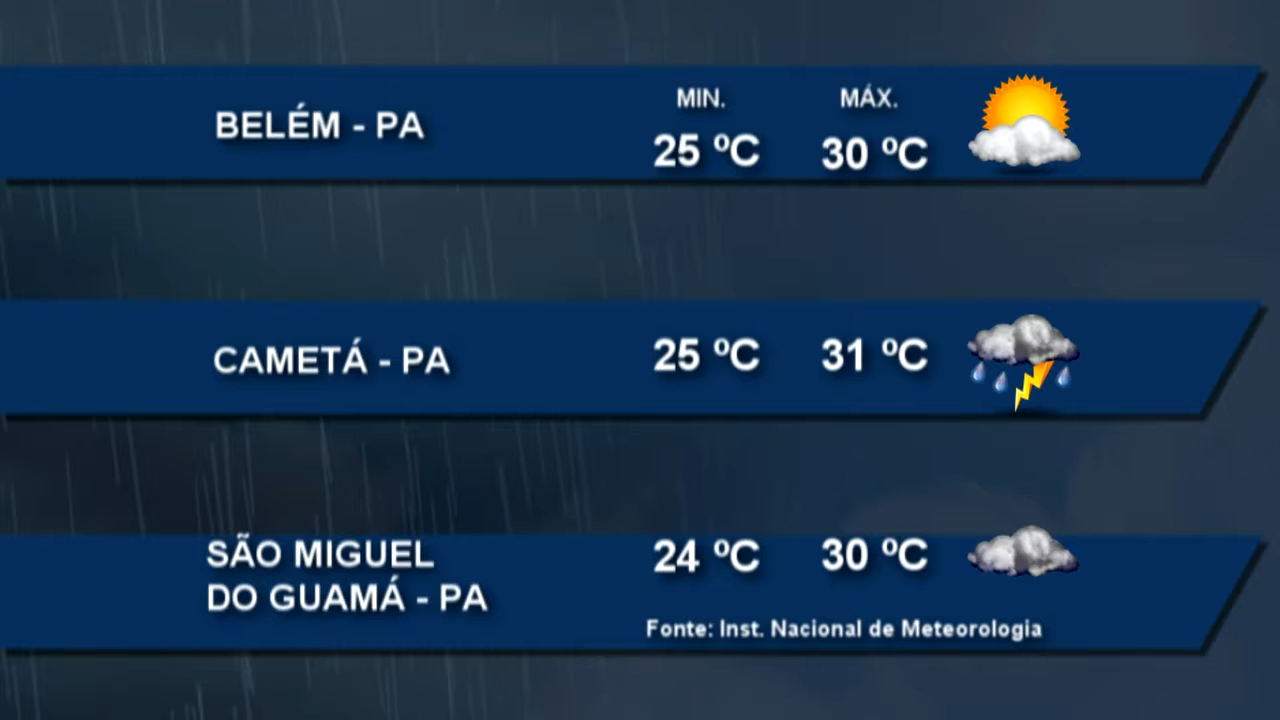 MIN. MÁX.
BELÉM - PA 25 ºC 30 ºC
CAMETÁ - PA 25 ºC 31 ºC
SÃO MIGUEL 24 ºC 30 ºC
DO GUAMÁ - PA
Fonte: Inst. Nacional de Meteorologia